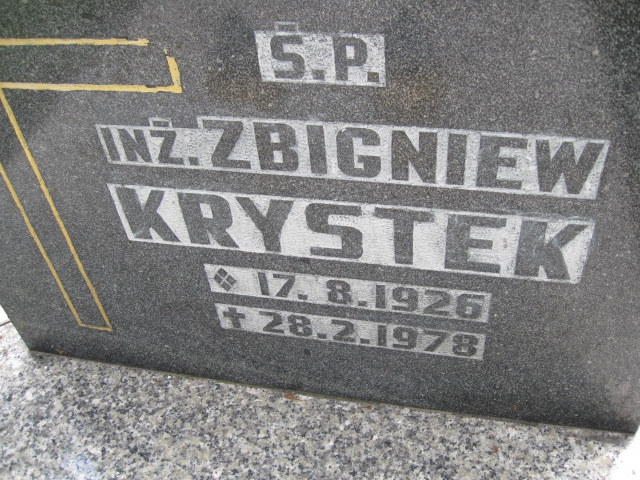 Ś.P.
INŻ. ZBIGNIEW
KRYSTEK
17.8.1926
✝ 28.2.1978